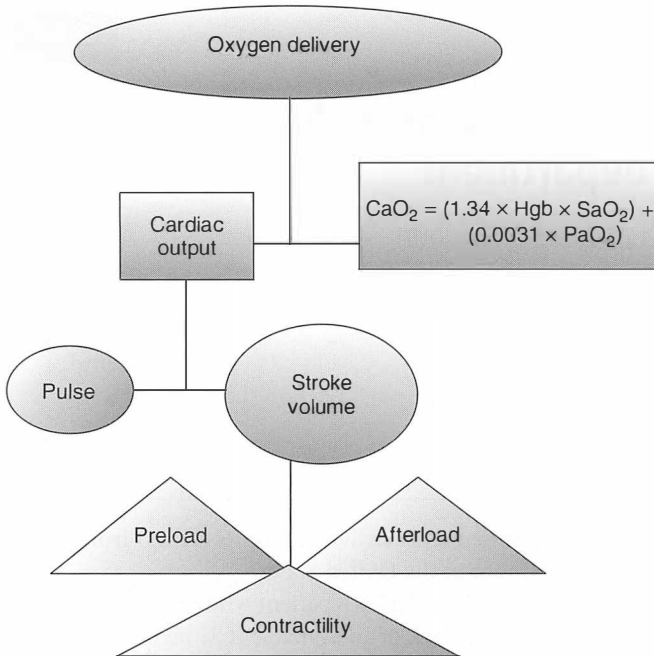 Oxygen delivery
CaO₂ = (1.34 × Hgb × SaO₂) +
(0.0031 × PaO₂)
Cardiac
output
Pulse
Stroke
volume
Preload
Afterload
Contractility